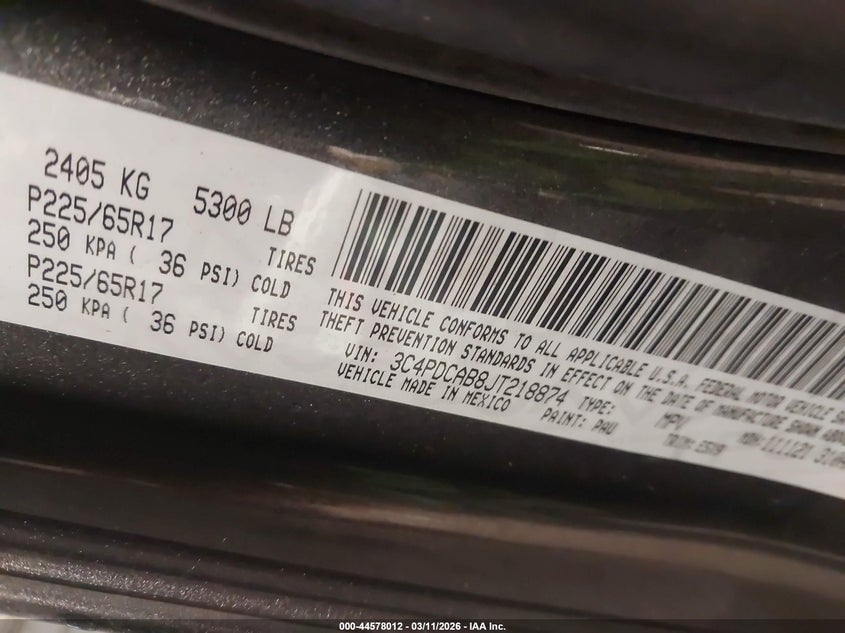 2405 KG 5300 LB
P225/65R17 TIRES
250 KPA ( 36 PSI) COLD
P225/65R17 TIRES
250 KPA ( 36 PSI) COLD
THIS VEHICLE CONFORMS TO ALL APPLICABLE U.S.A. FEDERAL MOTOR VEHICLE
THEFT PREVENTION STANDARDS IN EFFECT ON THE DATE OF MANUFACTURE SHOWN
VIN: 3C4PDCAB8JT218874 TYPE: MPV
VEHICLE MADE IN MEXICO PAINT: PAU
000-44578012 - 03/11/2026 - IAA Inc.